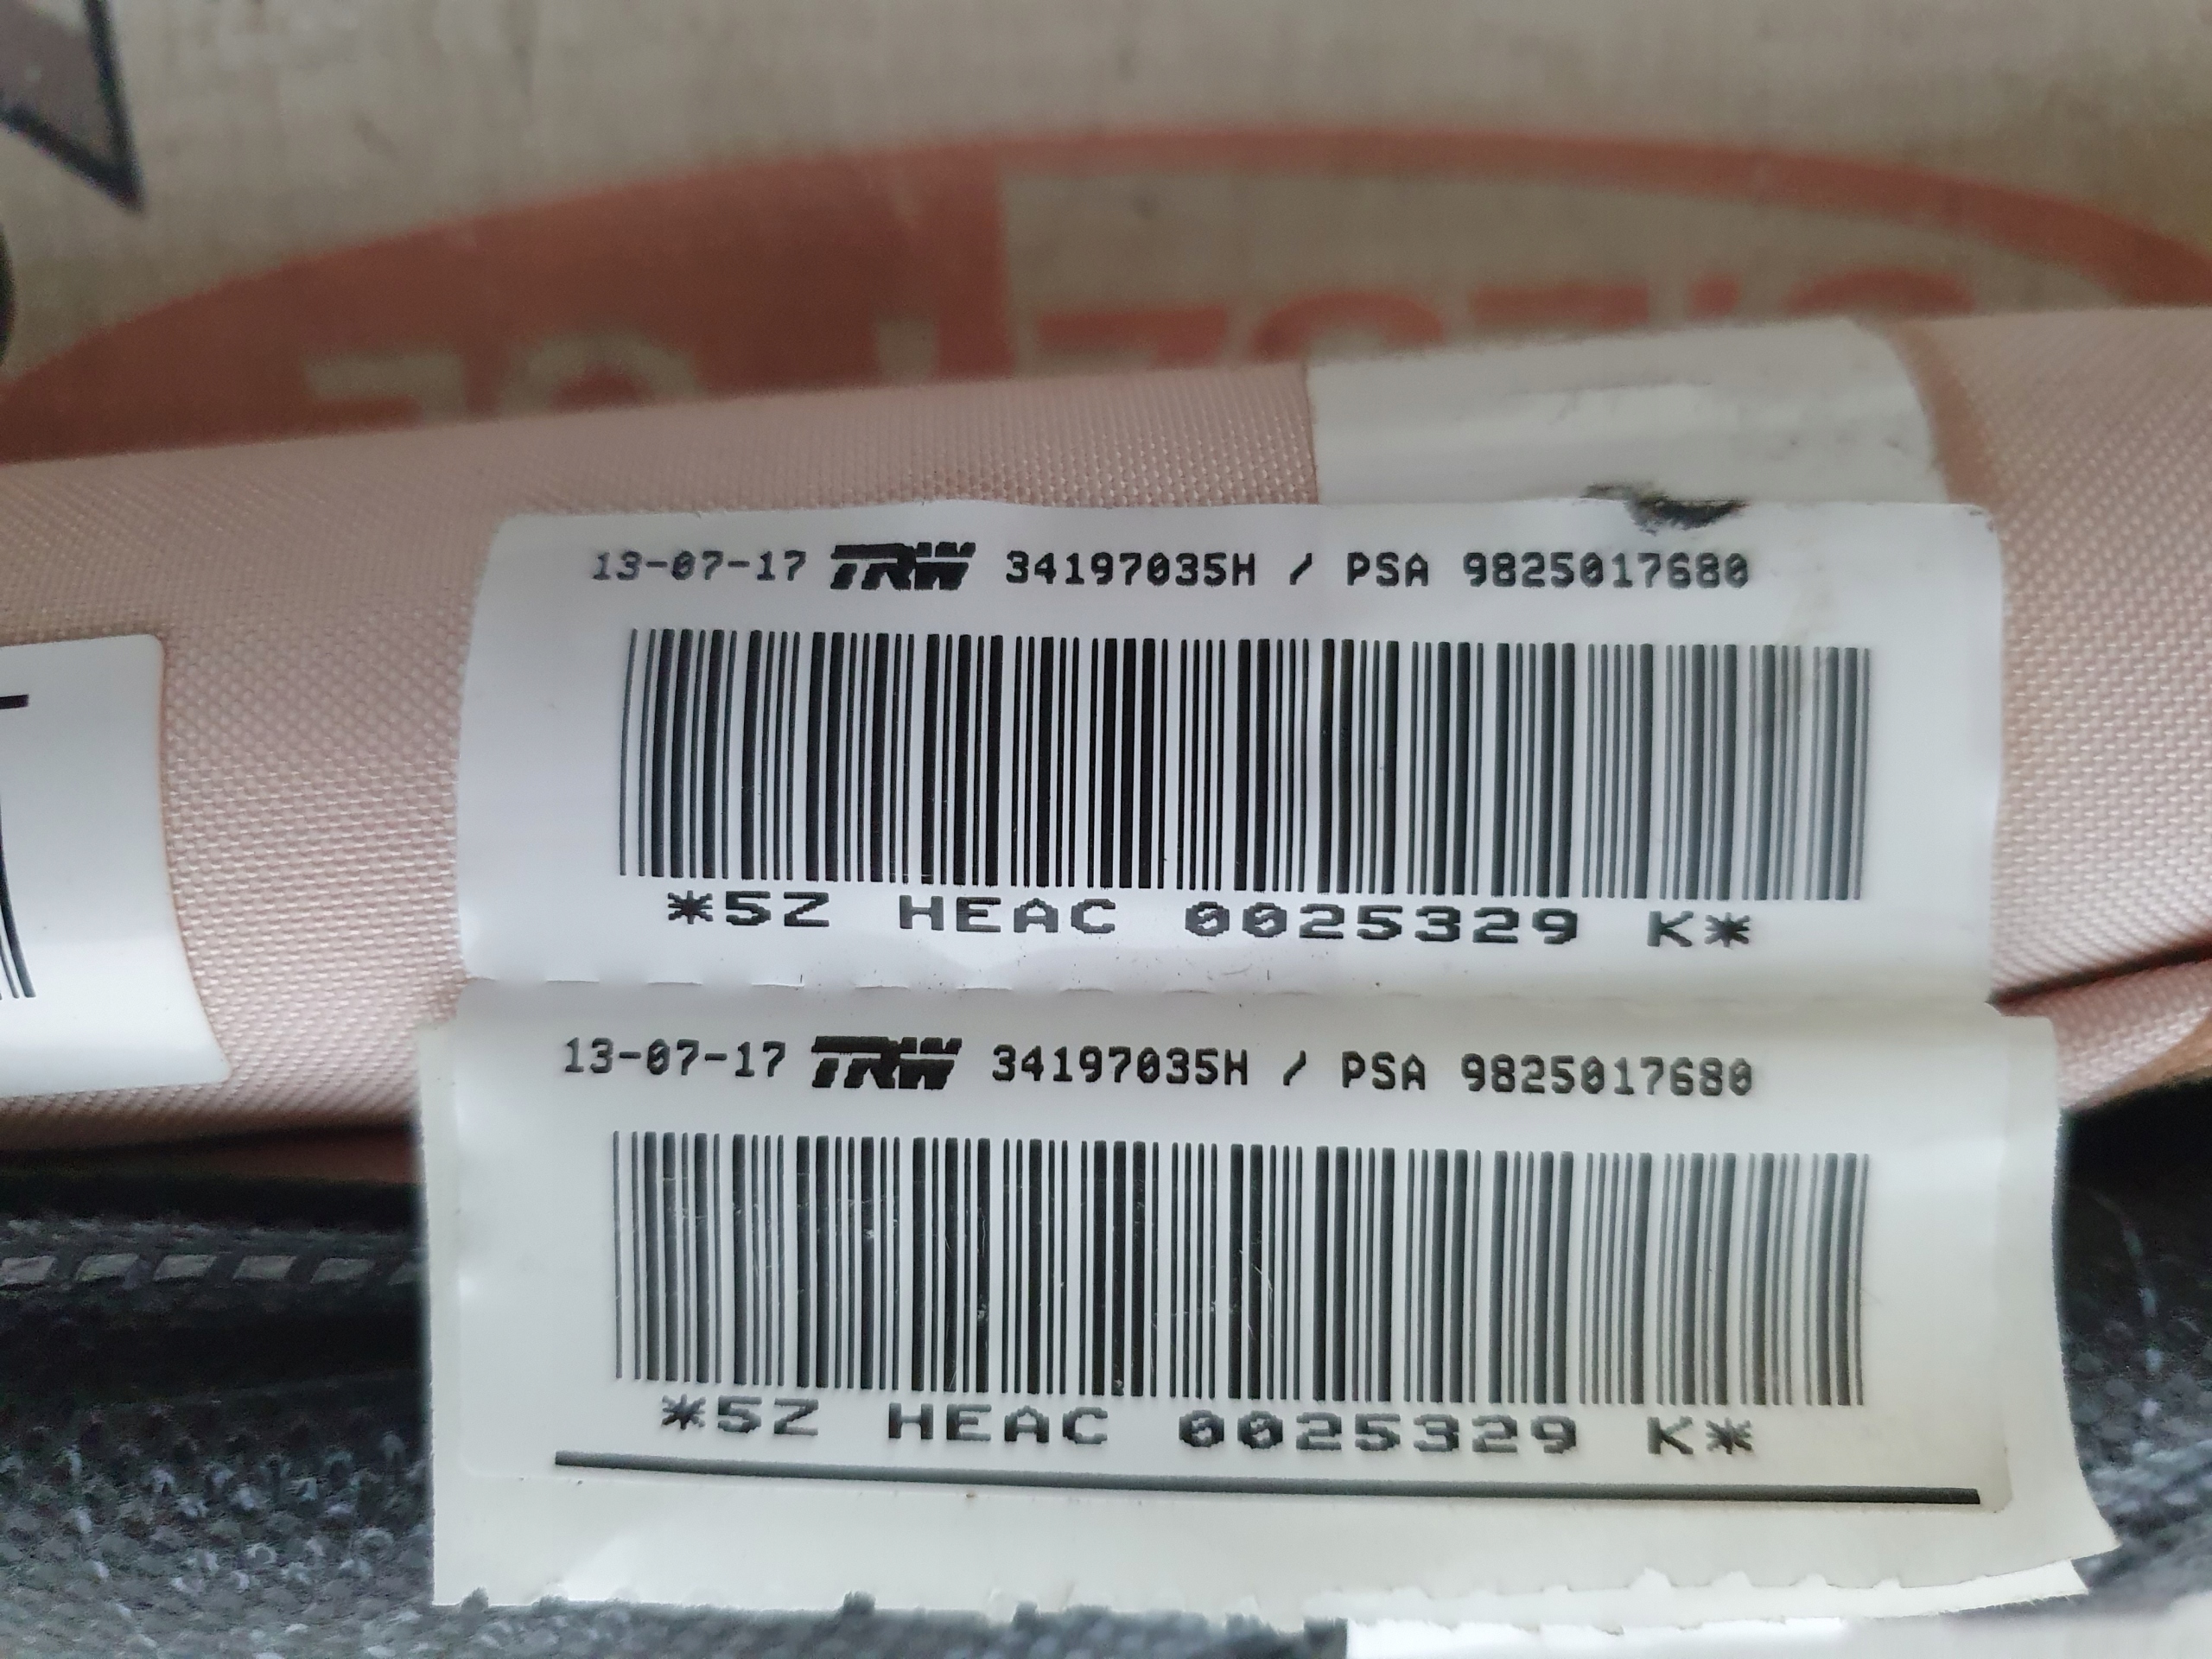 13-07-17 TRW 34197035H / PSA 9825017680
*5Z HEAC 0025329 K*
13-07-17 TRW 34197035H / PSA 9825017680
*5Z HEAC 0025329 K*